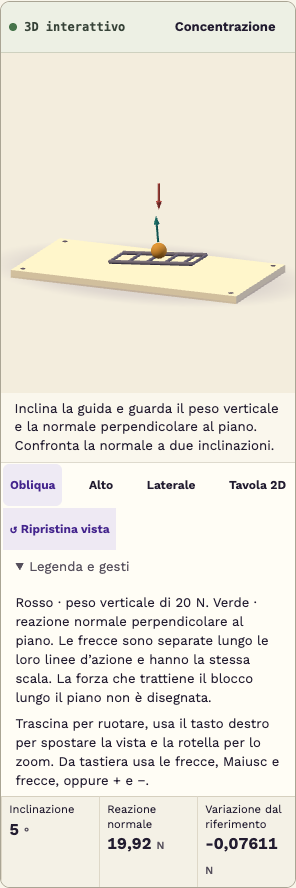 3D interattivo
Concentrazione
Inclina la guida e guarda il peso verticale
e la normale perpendicolare al piano.
Confronta la normale a due inclinazioni.
Obliqua
Alto
Laterale
Tavola 2D
↺ Ripristina vista
▼ Legenda e gesti
Rosso · peso verticale di 20 N. Verde ·
reazione normale perpendicolare al
piano. Le frecce sono separate lungo le
loro linee d’azione e hanno la stessa
scala. La forza che trattiene il blocco
lungo il piano non è disegnata.
Trascina per ruotare, usa il tasto destro
per spostare la vista e la rotella per lo
zoom. Da tastiera usa le frecce, Maiusc e
frecce, oppure + e −.
Inclinazione
5 °
Reazione
normale
19,92 N
Variazione dal
riferimento
-0,07611
N